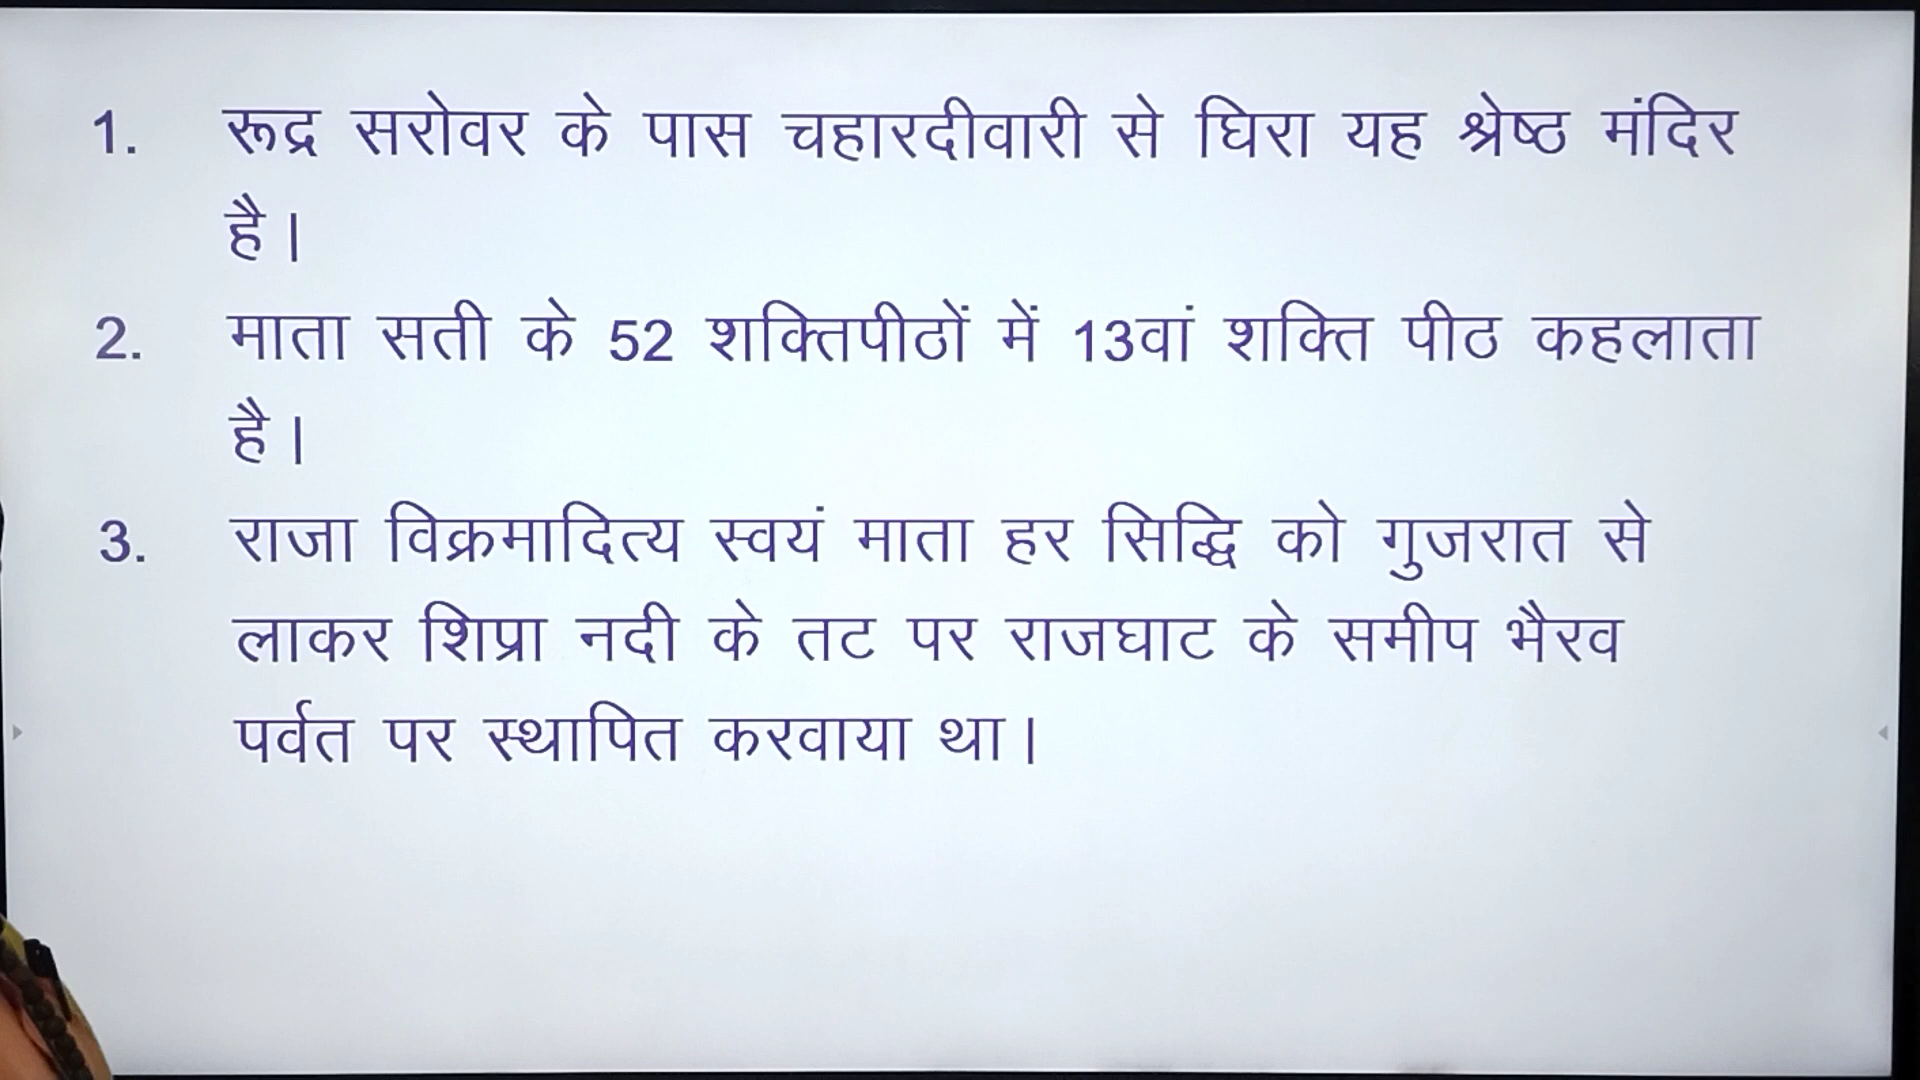 1. रूद्र सरोवर के पास चहारदीवारी से घिरा यह श्रेष्ठ मंदिर
है।
2. माता सती के 52 शक्तिपीठों में 13वां शक्ति पीठ कहलाता
है।
3. राजा विक्रमादित्य स्वयं माता हर सिद्धि को गुजरात से
लाकर शिप्रा नदी के तट पर राजघाट के समीप भैरव
पर्वत पर स्थापित करवाया था।